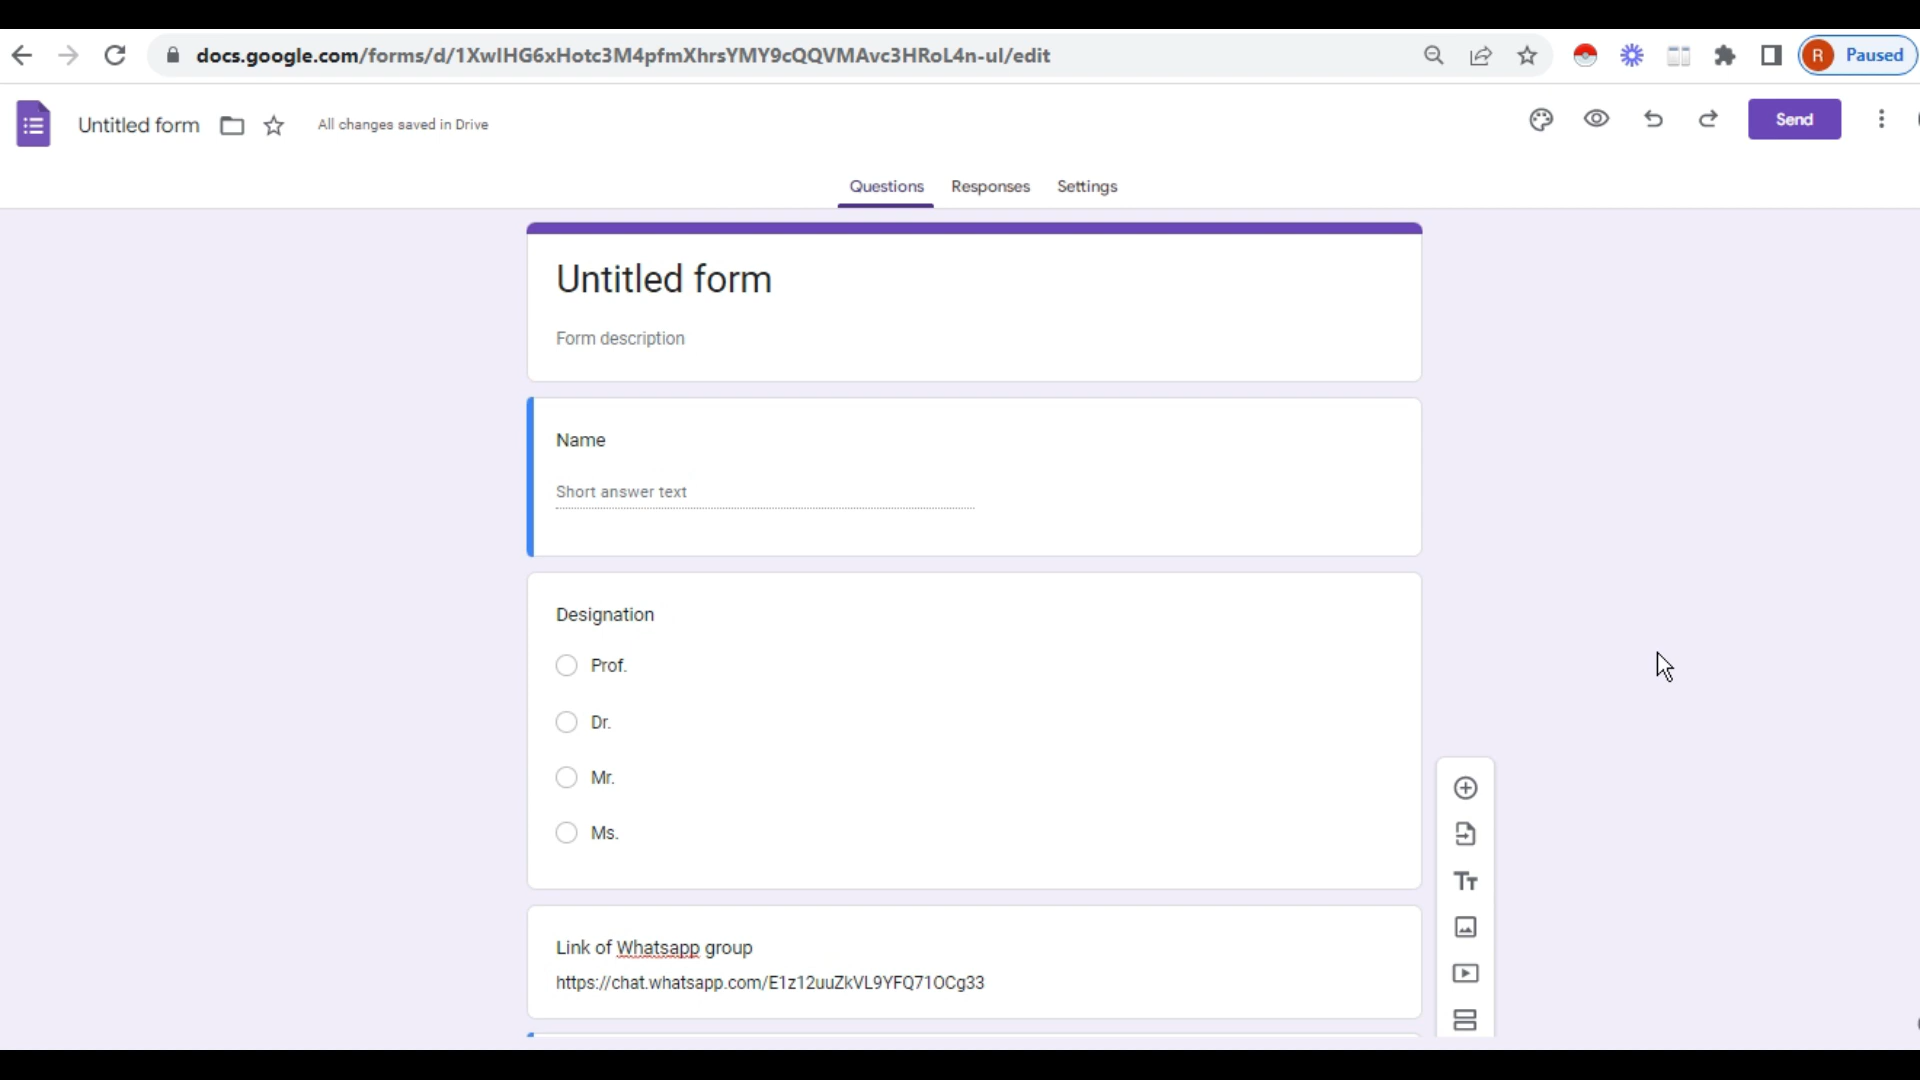 docs.google.com/forms/d/1XwIHG6xHotc3M4pfmXhrsYMY9cQQVMAvc3HRoL4n-uI/edit
R Paused
Untitled form
All changes saved in Drive
Send
Questions Responses Settings
Untitled form
Form description
Name
Short answer text
Designation
Prof.
Dr.
Mr.
Ms.
Link of Whatsapp group
https://chat.whatsapp.com/E1z12uuZkVL9YFQ71OCg33